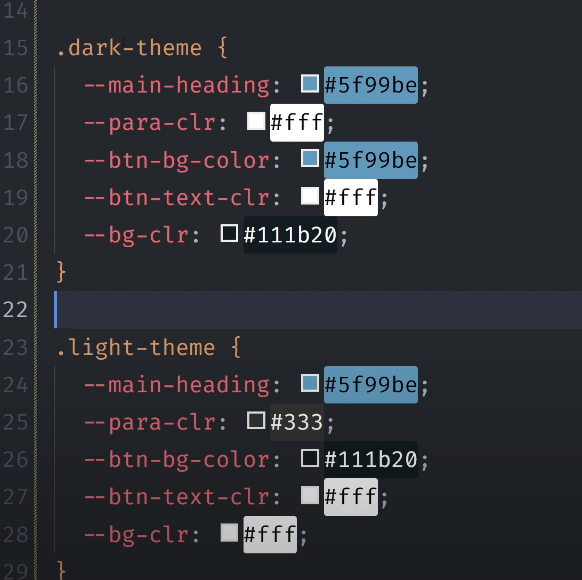 14
15 .dark-theme {
16 --main-heading: #5f99be;
17 --para-clr: #fff;
18 --btn-bg-color: #5f99be;
19 --btn-text-clr: #fff;
20 --bg-clr: #111b20;
21 }
22
23 .light-theme {
24 --main-heading: #5f99be;
25 --para-clr: #333;
26 --btn-bg-color: #111b20;
27 --btn-text-clr: #fff;
28 --bg-clr: #fff;
29 }